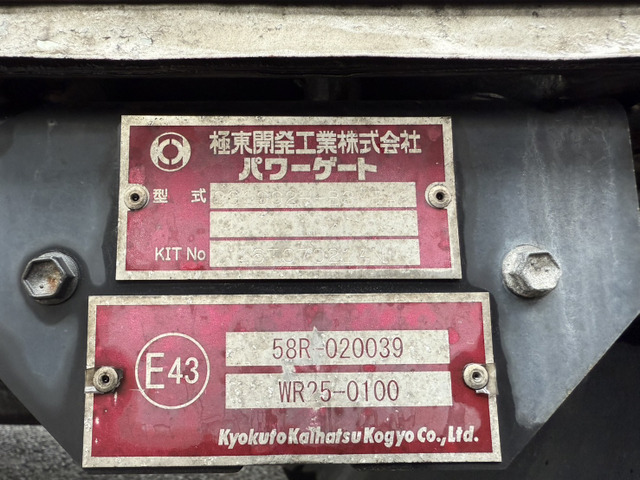 極東開発工業株式会社
パワーゲート
型 式
KIT No
E43
58R-020039
WR25-0100
Kyokuto Kaihatsu Kogyo Co., Ltd.